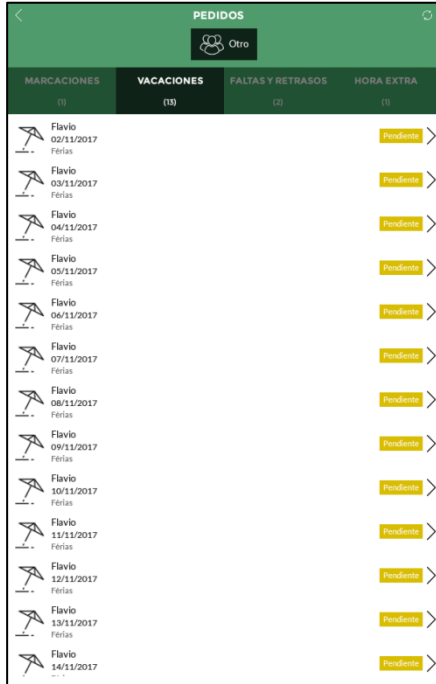 PEDIDOS
Otro
MARCACIONES VACACIONES FALTAS Y RETRASOS HORA EXTRA
(1) (13) (2) (1)
Flavio
02/11/2017 Pendiente
Férias
Flavio
03/11/2017 Pendiente
Férias
Flavio
04/11/2017 Pendiente
Férias
Flavio
05/11/2017 Pendiente
Férias
Flavio
06/11/2017 Pendiente
Férias
Flavio
07/11/2017 Pendiente
Férias
Flavio
08/11/2017 Pendiente
Férias
Flavio
09/11/2017 Pendiente
Férias
Flavio
10/11/2017 Pendiente
Férias
Flavio
11/11/2017 Pendiente
Férias
Flavio
12/11/2017 Pendiente
Férias
Flavio
13/11/2017 Pendiente
Férias
Flavio
14/11/2017 Pendiente